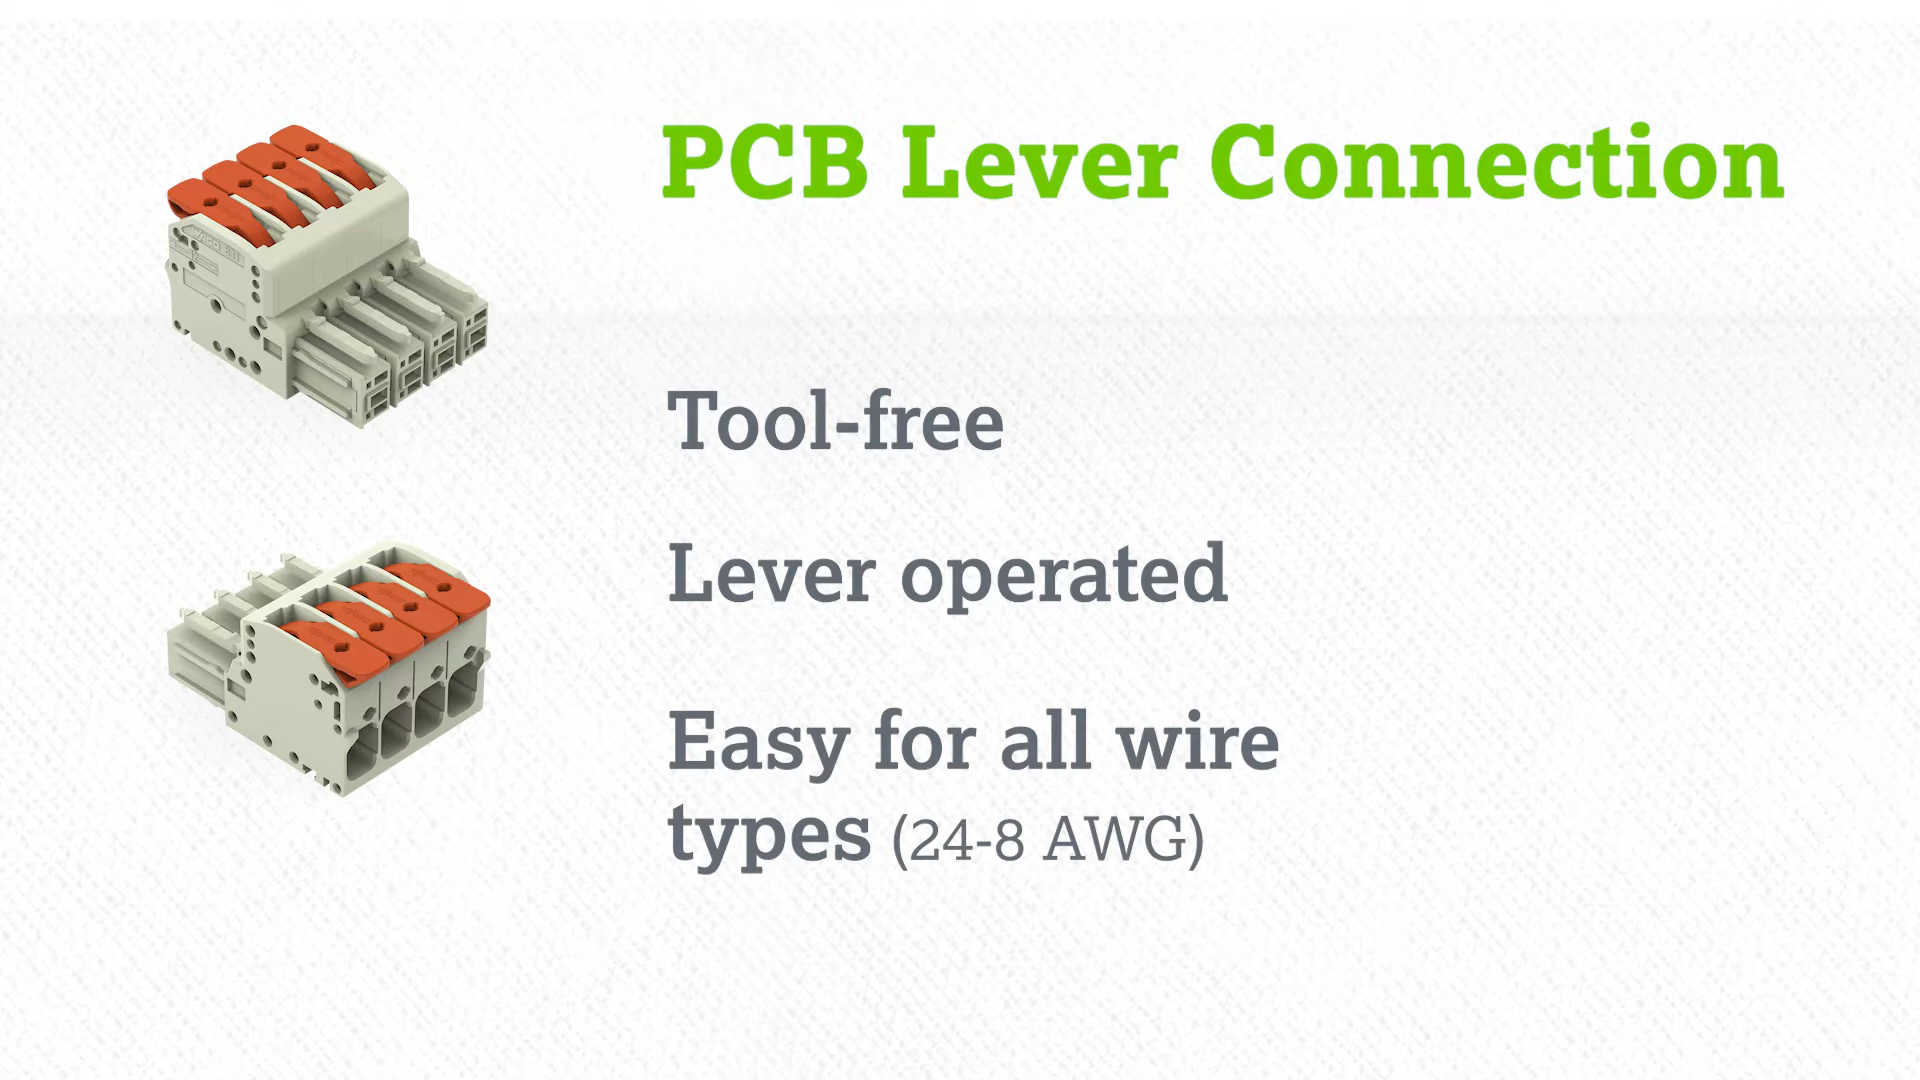 PCB Lever Connection
Tool-free
Lever operated
Easy for all wire
types (24-8 AWG)